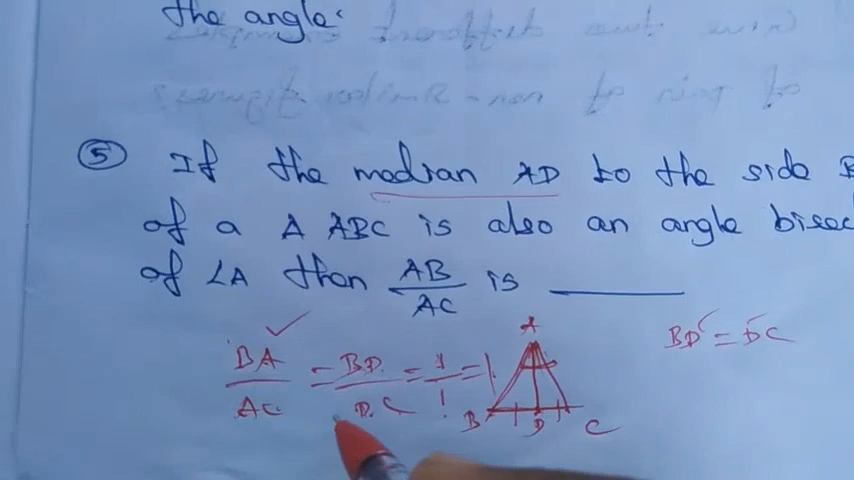 the angle.
⑤ If the median AD to the side B
of a Δ ABC is also an angle bisec
of ∠A then AB/AC is ______
BA/AC = BD/DC = 1/1 = 1
BD = DC
A
B D C